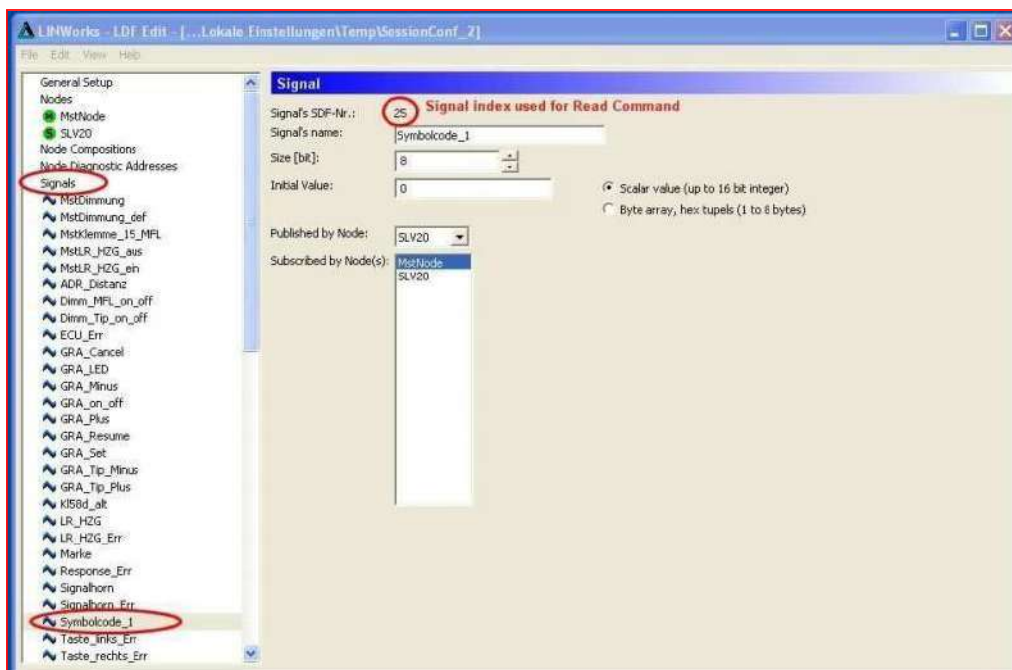 LINWorks - LDF Edit - [...Lokale Einstellungen\Temp\SessionConf_2]
File Edit View Help
General Setup
Nodes
M MstNode
S SLV20
Node Compositions
Node Diagnostic Addresses
Signals
MstDimmung
MstDimmung_def
MstKlemme_15_MFL
MstLR_HZG_aus
MstLR_HZG_ein
ADR_Distanz
Dimm_MFL_on_off
Dimm_Tip_on_off
ECU_Err
GRA_Cancel
GRA_LED
GRA_Minus
GRA_on_off
GRA_Plus
GRA_Resume
GRA_Set
GRA_Tip_Minus
GRA_Tip_Plus
Kl58d_alt
LR_HZG
LR_HZG_Err
Marke
Response_Err
Signalhorn
Signalhorn_Err
Symbolcode_1
Taste_links_Err
Taste_rechts_Err
Signal
Signal's SDF-Nr.: 25 Signal index used for Read Command
Signal's name: Symbolcode_1
Size [bit]: 8
Initial Value: 0
Scalar value (up to 16 bit integer)
Byte array, hex tupels (1 to 8 bytes)
Published by Node: SLV20
Subscribed by Node(s): MstNode
SLV20